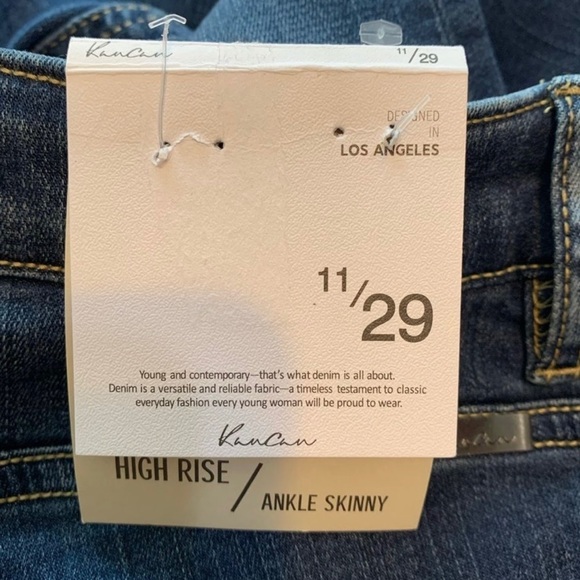 KanCan 11/29
DESIGNED
IN
LOS ANGELES
11/29
Young and contemporary—that's what denim is all about.
Denim is a versatile and reliable fabric—a timeless testament to classic
everyday fashion every young woman will be proud to wear.
KanCan
HIGH RISE / ANKLE SKINNY